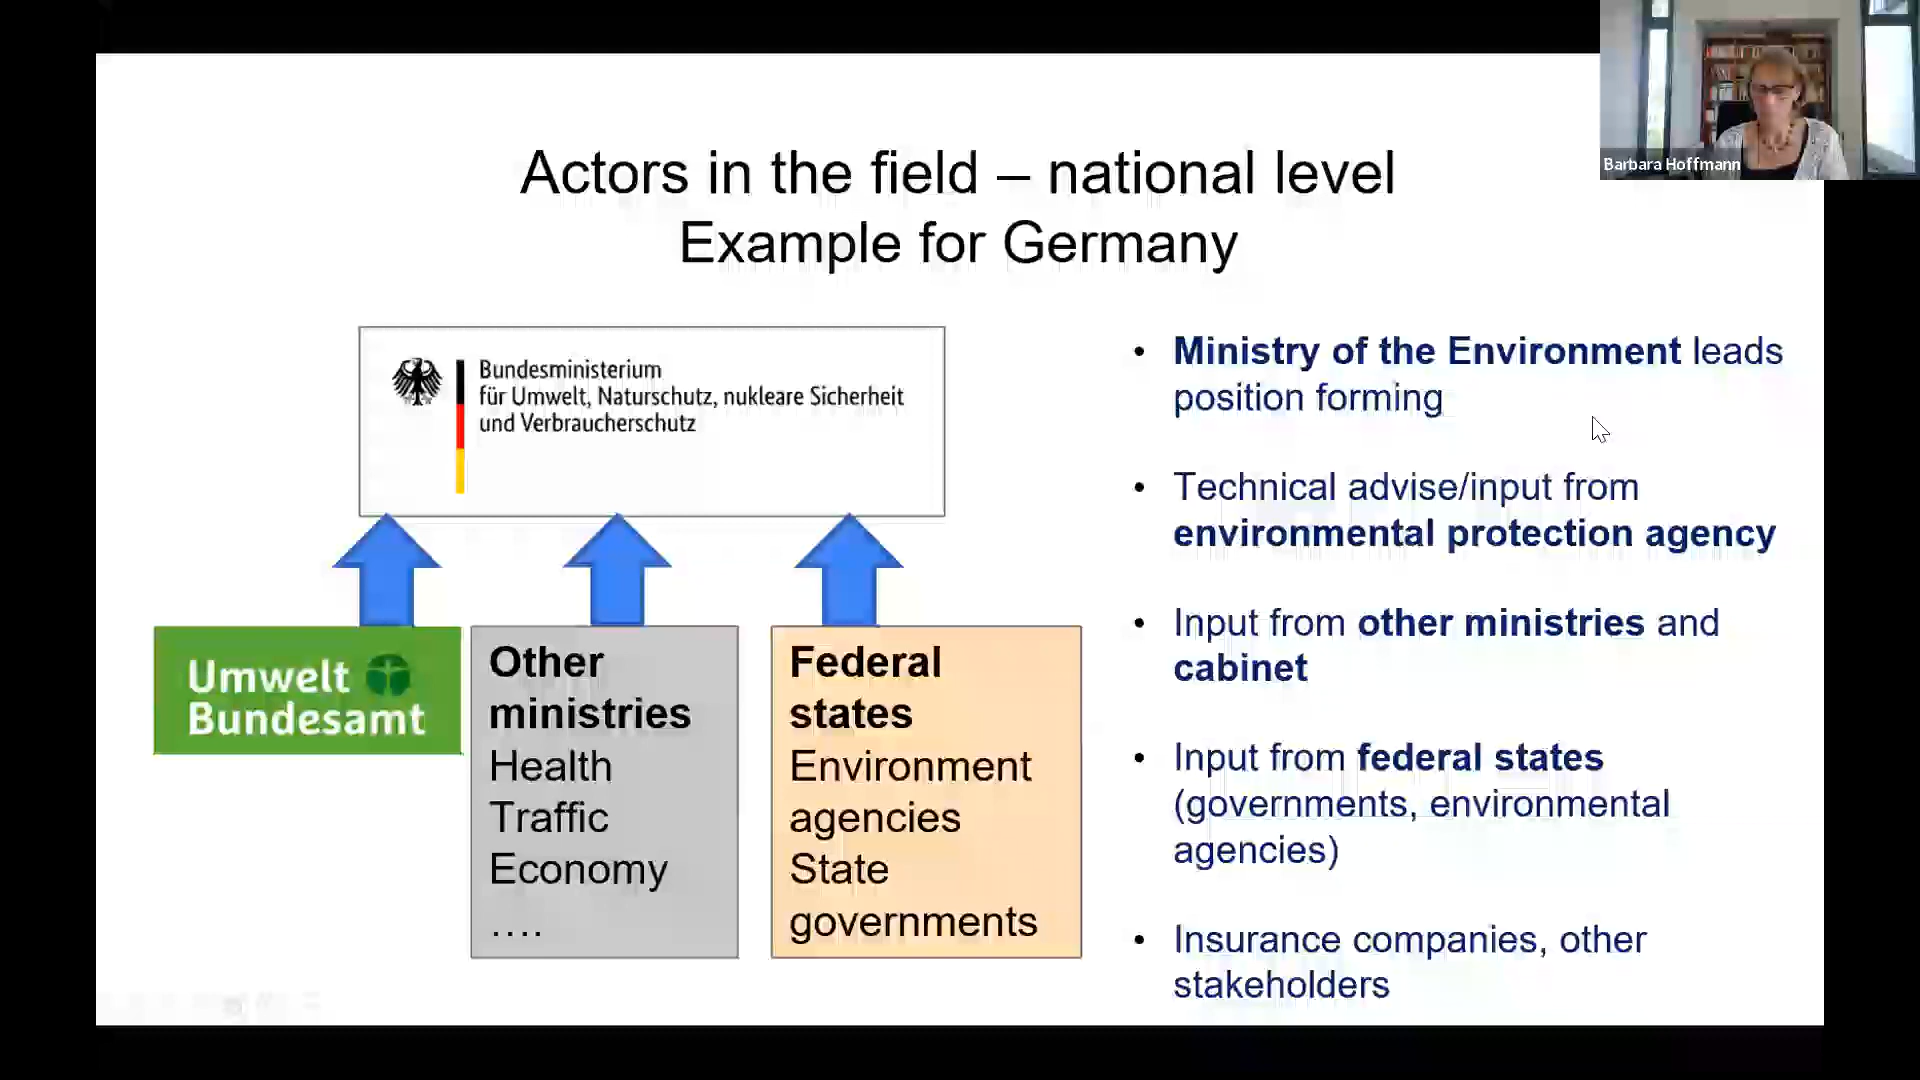 Barbara Hoffmann
Actors in the field – national level
Example for Germany
Bundesministerium
für Umwelt, Naturschutz, nukleare Sicherheit
und Verbraucherschutz
Umwelt
Bundesamt
Other
ministries
Health
Traffic
Economy
....
Federal
states
Environment
agencies
State
governments
• Ministry of the Environment leads
position forming
• Technical advise/input from
environmental protection agency
• Input from other ministries and
cabinet
• Input from federal states
(governments, environmental
agencies)
• Insurance companies, other
stakeholders